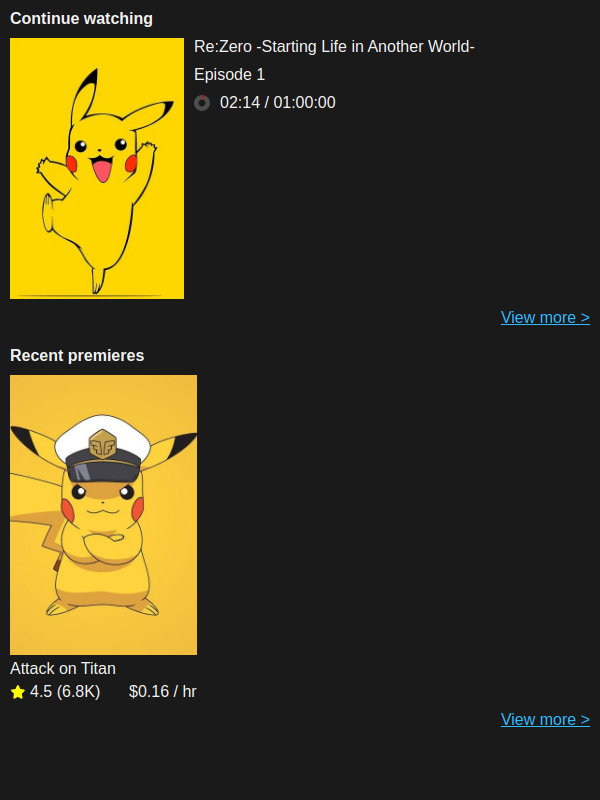 Continue watching
Re:Zero -Starting Life in Another World-
Episode 1
02:14 / 01:00:00
View more >
Recent premieres
Attack on Titan
4.5 (6.8K) $0.16 / hr
View more >